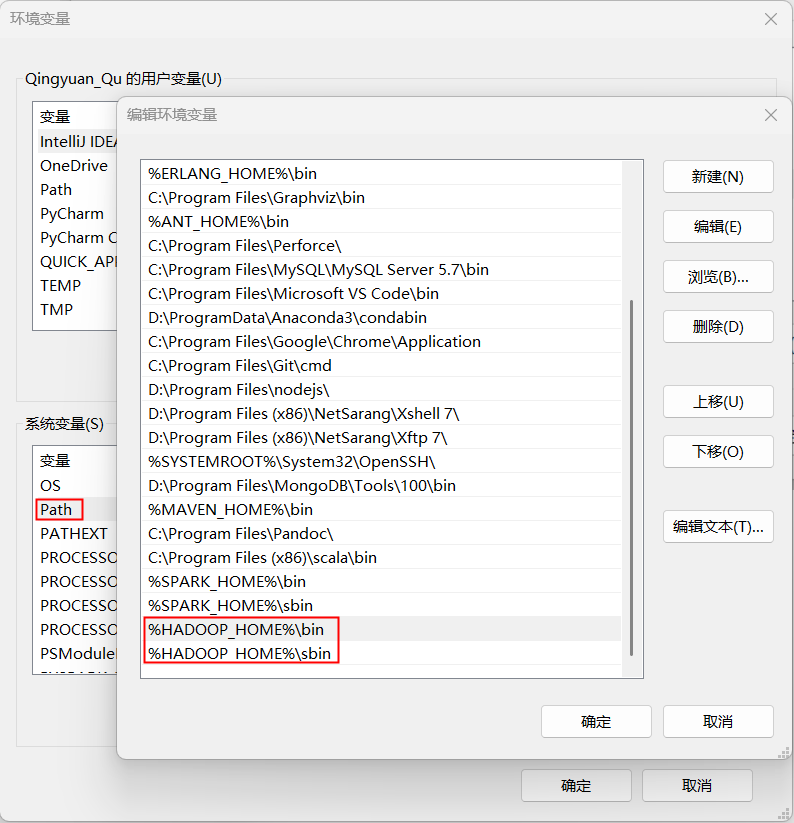 环境变量
Qingyuan_Qu 的用户变量(U)
变量
IntelliJ IDEA
OneDrive
Path
PyCharm
PyCharm C
QUICK_API
TEMP
TMP
系统变量(S)
变量
OS
Path
PATHEXT
PROCESSO
PROCESSO
PROCESSO
PROCESSO
PSModule
编辑环境变量
%ERLANG_HOME%\bin
C:\Program Files\Graphviz\bin
%ANT_HOME%\bin
C:\Program Files\Perforce\
C:\Program Files\MySQL\MySQL Server 5.7\bin
C:\Program Files\Microsoft VS Code\bin
D:\ProgramData\Anaconda3\condabin
C:\Program Files\Google\Chrome\Application
C:\Program Files\Git\cmd
D:\Program Files\nodejs\
D:\Program Files (x86)\NetSarang\Xshell 7\
D:\Program Files (x86)\NetSarang\Xftp 7\
%SYSTEMROOT%\System32\OpenSSH\
D:\Program Files\MongoDB\Tools\100\bin
%MAVEN_HOME%\bin
C:\Program Files\Pandoc\
C:\Program Files (x86)\scala\bin
%SPARK_HOME%\bin
%SPARK_HOME%\sbin
%HADOOP_HOME%\bin
%HADOOP_HOME%\sbin
新建(N)
编辑(E)
浏览(B)...
删除(D)
上移(U)
下移(O)
编辑文本(T)...
确定
取消
确定
取消